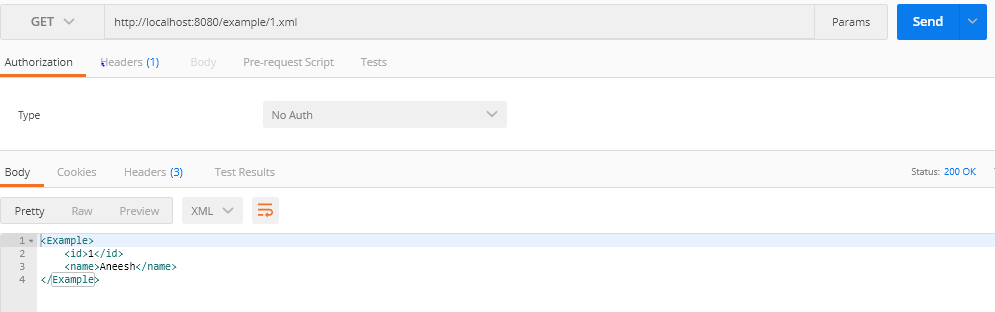 GET http://localhost:8080/example/1.xml Params Send
Authorization Headers (1) Body Pre-request Script Tests
Type No Auth
Body Cookies Headers (3) Test Results Status: 200 OK
Pretty Raw Preview XML
1 <Example>
2 <id>1</id>
3 <name>Aneesh</name>
4 </Example>